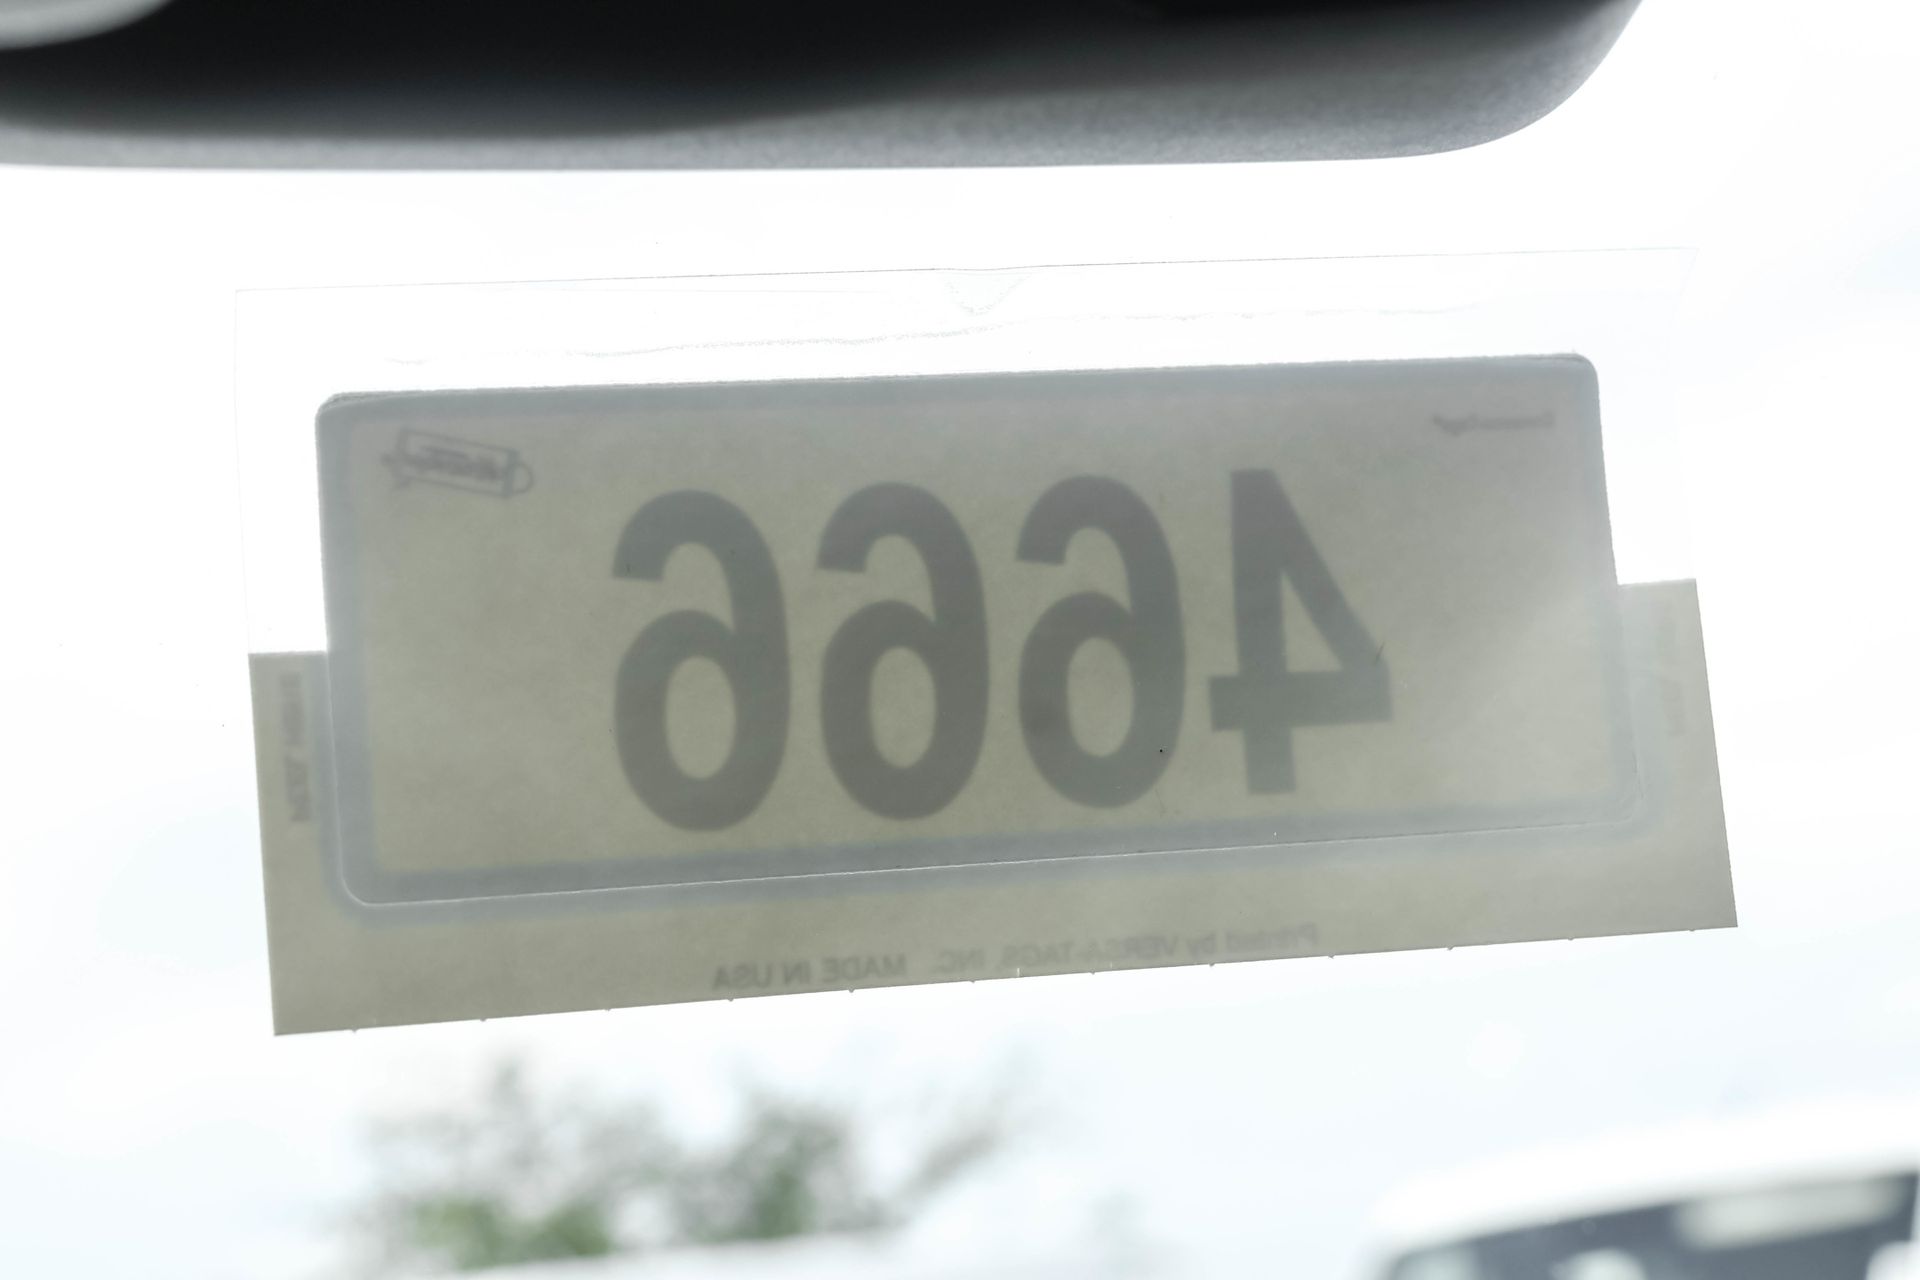 4666
Printed by VERSA-TAGS, INC. MADE IN USA